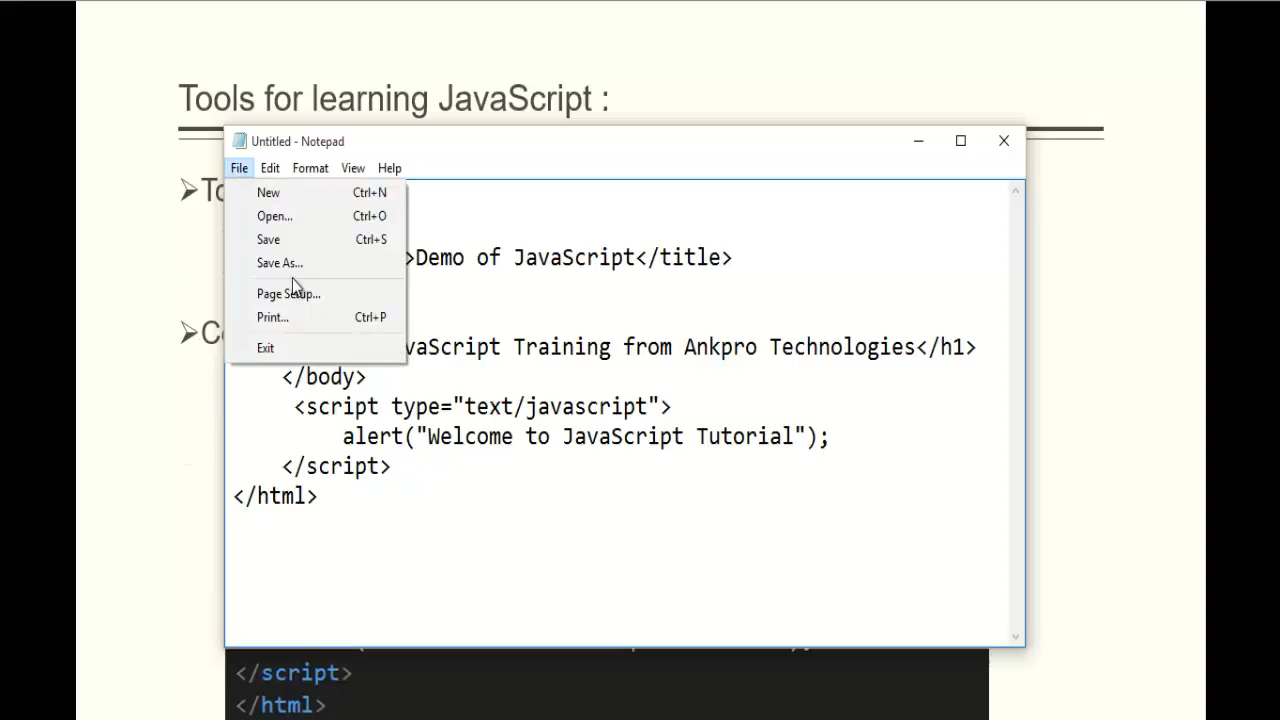 Tools for learning JavaScript :
Untitled - Notepad
File Edit Format View Help
New Ctrl+N
Open... Ctrl+O
Save Ctrl+S
Save As...
Page Setup...
Print... Ctrl+P
Exit
>Demo of JavaScript</title>
vaScript Training from Ankpro Technologies</h1>
</body>
<script type="text/javascript">
alert("Welcome to JavaScript Tutorial");
</script>
</html>
</script>
</html>